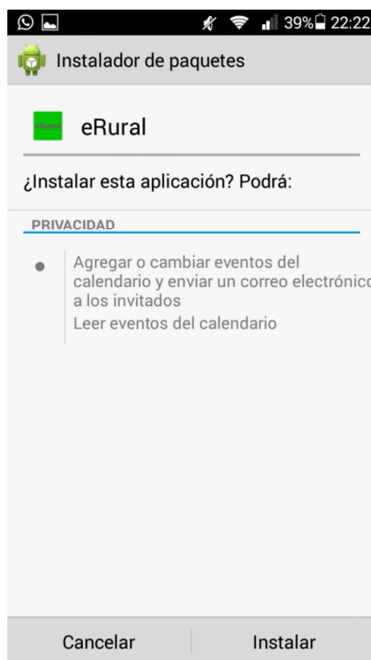 39% 22:22
Instalador de paquetes
eRural
¿Instalar esta aplicación? Podrá:
PRIVACIDAD
Agregar o cambiar eventos del
calendario y enviar un correo electrónico
a los invitados
Leer eventos del calendario
Cancelar Instalar